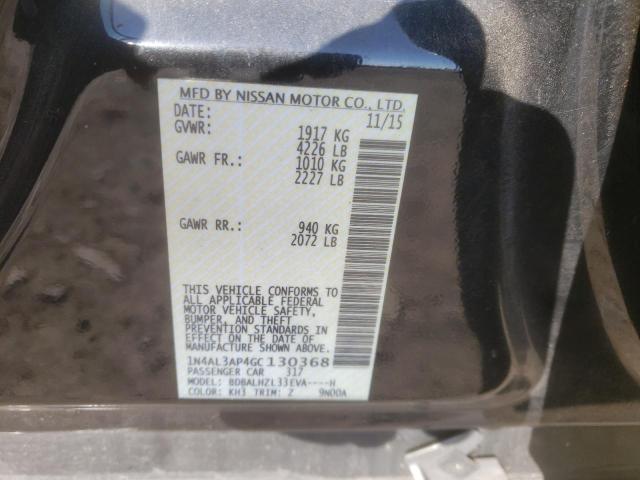 MFD BY NISSAN MOTOR CO., LTD.
DATE: 11/15
GVWR: 1917 KG
4226 LB
GAWR FR.: 1010 KG
2227 LB
GAWR RR.: 940 KG
2072 LB
THIS VEHICLE CONFORMS TO
ALL APPLICABLE FEDERAL
MOTOR VEHICLE SAFETY,
BUMPER, AND THEFT
PREVENTION STANDARDS
IN EFFECT ON THE DATE
OF MANUFACTURE SHOWN ABOVE.
1N4AL3AP4GC130368
PASSENGER CAR 317
MODEL: BDBALHZL33EVA----H
COLOR: KH3 TRIM: Z 9N00A